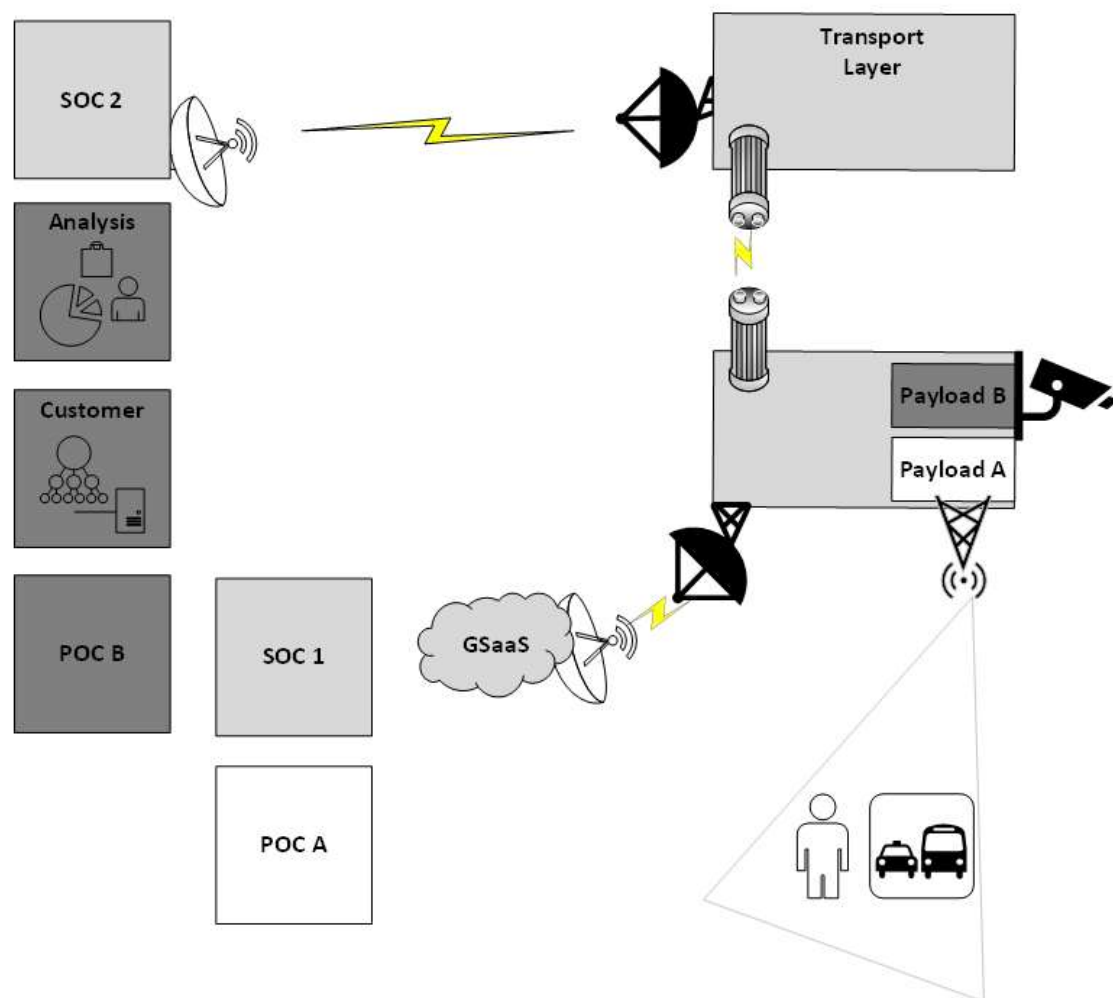 SOC 2
Transport
Layer
Analysis
Customer
Payload B
Payload A
POC B
SOC 1
GSaaS
POC A